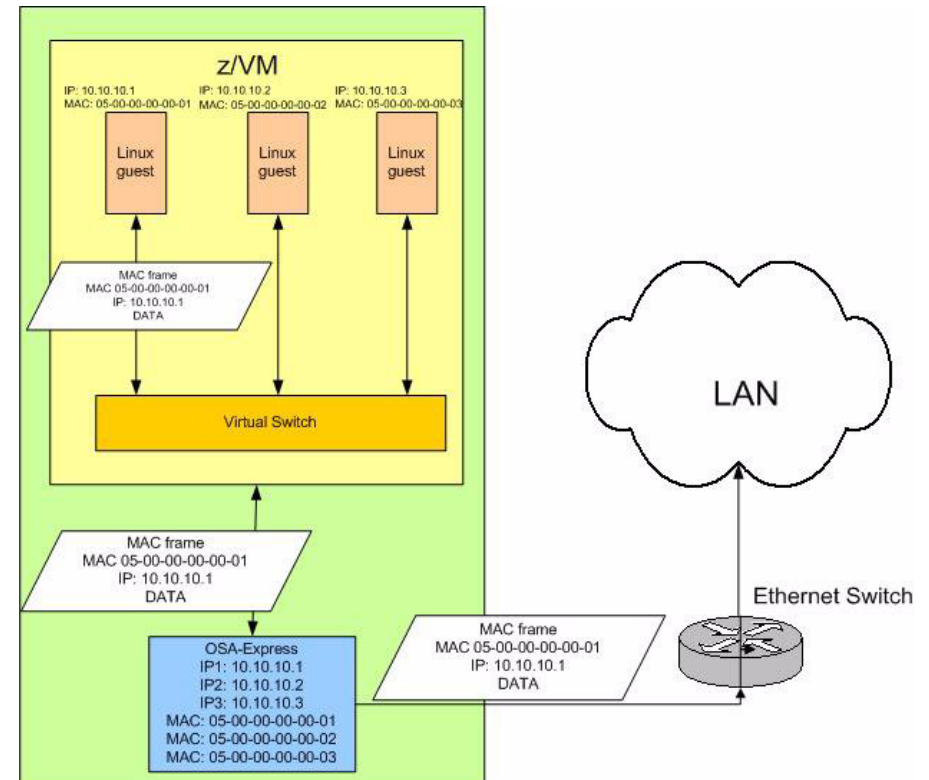 z/VM
IP: 10.10.10.1
MAC: 05-00-00-00-00-01
IP: 10.10.10.2
MAC: 05-00-00-00-00-02
IP: 10.10.10.3
MAC: 05-00-00-00-00-03
Linux
guest
Linux
guest
Linux
guest
MAC frame
MAC 05-00-00-00-00-01
IP: 10.10.10.1
DATA
Virtual Switch
LAN
MAC frame
MAC 05-00-00-00-00-01
IP: 10.10.10.1
DATA
Ethernet Switch
MAC frame
MAC 05-00-00-00-00-01
IP: 10.10.10.1
DATA
OSA-Express
IP1: 10.10.10.1
IP2: 10.10.10.2
IP3: 10.10.10.3
MAC: 05-00-00-00-00-01
MAC: 05-00-00-00-00-02
MAC: 05-00-00-00-00-03